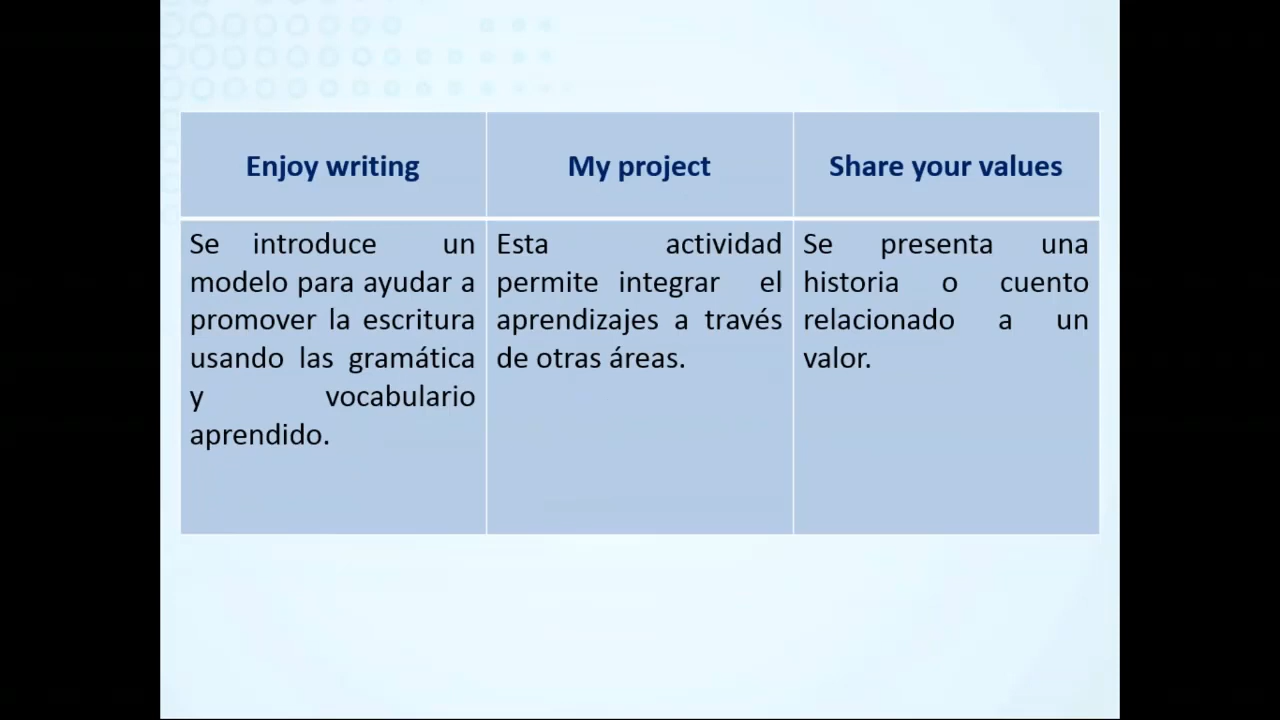 Enjoy writing
My project
Share your values
Se introduce un
modelo para ayudar a
promover la escritura
usando las gramática
y vocabulario
aprendido.
Esta actividad
permite integrar el
aprendizajes a través
de otras áreas.
Se presenta una
historia o cuento
relacionado a un
valor.